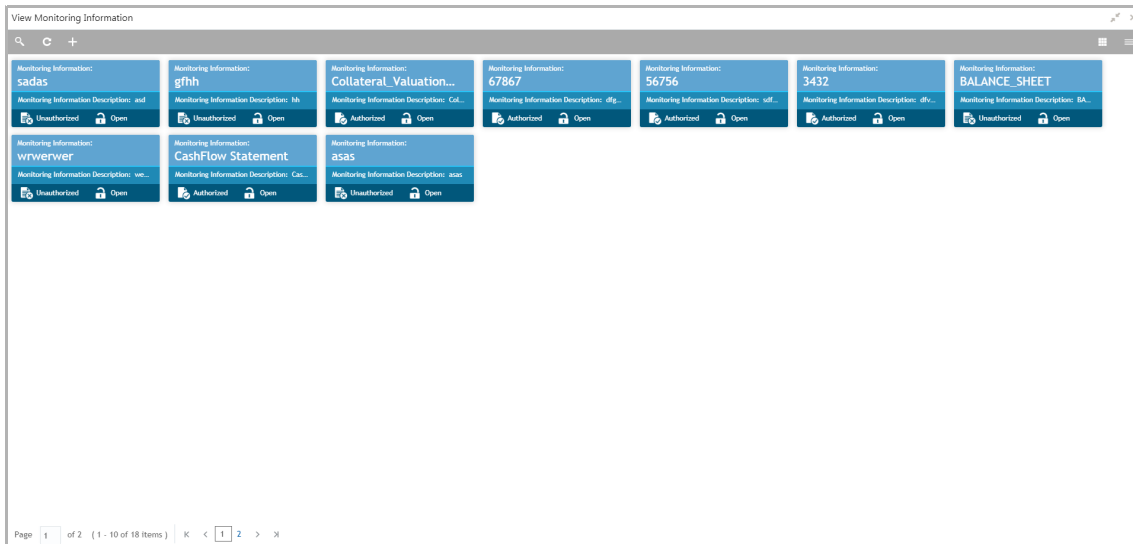 View Monitoring Information
Monitoring Information:
sadas
Monitoring Information Description: asd
Unauthorized Open
Monitoring Information:
gfhh
Monitoring Information Description: hh
Unauthorized Open
Monitoring Information:
Collateral_Valuation...
Monitoring Information Description: Col...
Authorized Open
Monitoring Information:
67867
Monitoring Information Description: dfg...
Authorized Open
Monitoring Information:
56756
Monitoring Information Description: sdf...
Authorized Open
Monitoring Information:
3432
Monitoring Information Description: dfv...
Authorized Open
Monitoring Information:
BALANCE_SHEET
Monitoring Information Description: BA...
Unauthorized Open
Monitoring Information:
wrwerwer
Monitoring Information Description: we...
Unauthorized Open
Monitoring Information:
CashFlow Statement
Monitoring Information Description: Cas...
Authorized Open
Monitoring Information:
asas
Monitoring Information Description: asas
Unauthorized Open
Page 1 of 2 ( 1 - 10 of 18 items ) 1 2